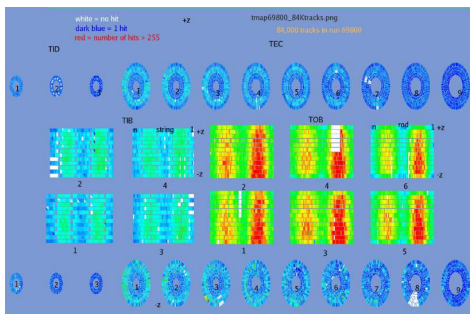 white = no hit
+z
tmap69800_84Ktracks.png
dark blue = 1 hit
84,000 tracks in run 69800
red = number of hits > 255
TID
TEC
1 2 3 1 2 3 4 5 6 7 8 9
TIB
TOB
n string 1 +z
n rod 1 +z
-z
-z
2 4 2 4 6
1 3 1 3 5
1 2 3 1 2 3 4 5 6 7 8 9
-z